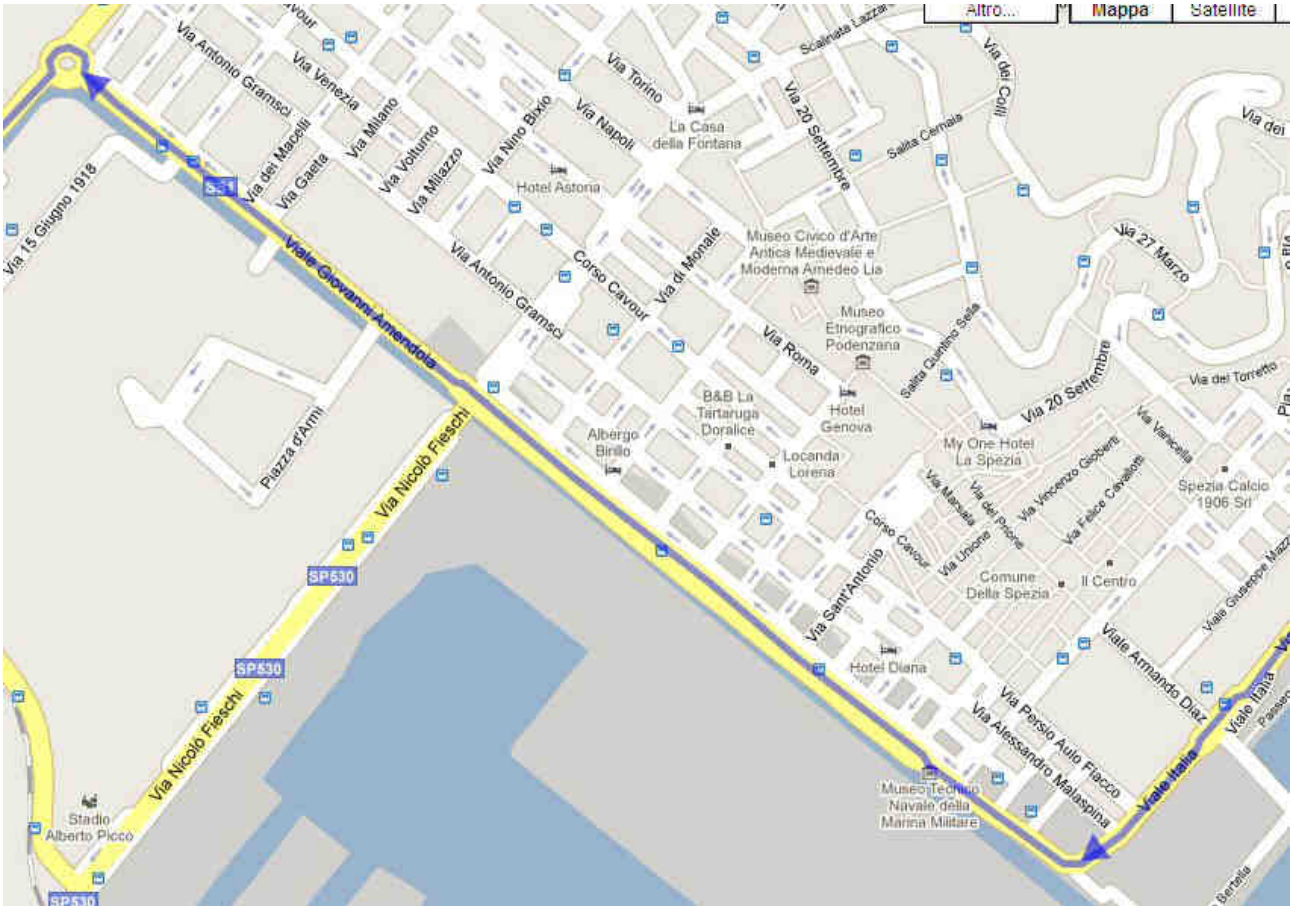 Altro...
Mappa
Satellite
Cavour
Scalinata Lazzar
Via Antonio Gramsci
Via Venezia
Via Torino
Via dei Colli
Via 20 Settembre
Via dei
Via Nino Bixio
Via Napoli
Via Milano
La Casa
della Fontana
Salita Cernaia
Via dei Macelli
Via Volturno
Via Gaeta
Via Milazzo
Hotel Astoria
Via 15 Giugno 1918
Viale Giovanni Amendola
Via Antonio Gramsci
Corso Cavour
Via di Monale
Museo Civico d'Arte
Antica Medievale e
Moderna Amedeo Lia
Via 27 Marzo
Museo
Etnografico
Podenzana
Via Roma
Salita Quintino Sella
Via 20 Settembre
Via del Torretto
Hotel
Genova
B&B La
Tartaruga
Doralice
Locanda
Lorena
Albergo
Birillo
My One Hotel
La Spezia
Spezia Calcio
1906 Srl
Piazza d'Armi
Via Nicolò Fieschi
Via Vincenzo Gioberti
Via Felice Cavallotti
Via Marsala
Via del Prione
Via Unione
Corso Cavour
Via Sant'Antonio
Comune
Della Spezia
Il Centro
SP530
SP530
Via Nicolò Fieschi
Hotel Diana
Viale Armando Diaz
Via Persio Aulo Flacco
Via Alessandro Malaspina
Viale Italia
Viale Italia
Museo Tecnico
Navale della
Marina Militare
Stadio
Alberto Picco
SP530
Bertella